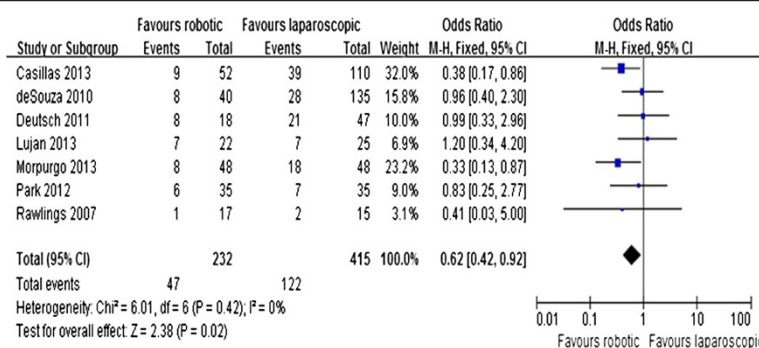 Favours robotic Favours laparoscopic Odds Ratio Odds Ratio
Study or Subgroup Events Total Events Total Weight M-H, Fixed, 95% CI M-H, Fixed, 95% CI
Casillas 2013 9 52 39 110 32.0% 0.38 [0.17, 0.86]
deSouza 2010 8 40 28 135 15.8% 0.96 [0.40, 2.30]
Deutsch 2011 8 18 21 47 10.0% 0.99 [0.33, 2.96]
Lujan 2013 7 22 7 25 6.9% 1.20 [0.34, 4.20]
Morpurgo 2013 8 48 18 48 23.2% 0.33 [0.13, 0.87]
Park 2012 6 35 7 35 9.0% 0.83 [0.25, 2.77]
Rawlings 2007 1 17 2 15 3.1% 0.41 [0.03, 5.00]
Total (95% CI) 232 415 100.0% 0.62 [0.42, 0.92]
Total events 47 122
Heterogeneity: Chi² = 6.01, df = 6 (P = 0.42); I² = 0%
Test for overall effect: Z = 2.38 (P = 0.02)
0.01 0.1 1 10 100
Favours robotic Favours laparoscopic